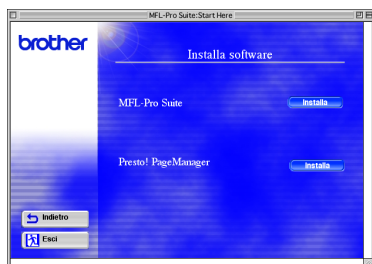 MFL-Pro Suite:Start Here
brother
Installa software
MFL-Pro Suite
Installa
Presto! PageManager
Installa
Indietro
Esci